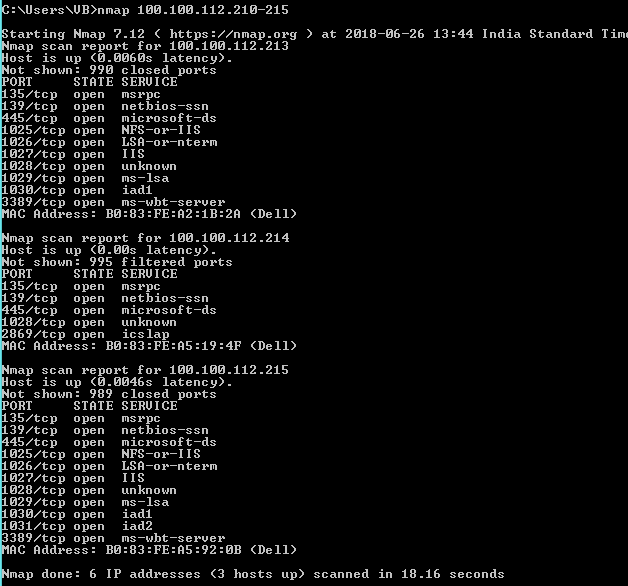 C:\Users\VB>nmap 100.100.112.210-215
Starting Nmap 7.12 ( https://nmap.org ) at 2018-06-26 13:44 India Standard Time
Nmap scan report for 100.100.112.213
Host is up (0.0060s latency).
Not shown: 990 closed ports
PORT     STATE SERVICE
135/tcp  open  msrpc
139/tcp  open  netbios-ssn
445/tcp  open  microsoft-ds
1025/tcp open  NFS-or-IIS
1026/tcp open  LSA-or-nterm
1027/tcp open  IIS
1028/tcp open  unknown
1029/tcp open  ms-lsa
1030/tcp open  iad1
3389/tcp open  ms-wbt-server
MAC Address: B0:83:FE:A2:1B:2A (Dell)
Nmap scan report for 100.100.112.214
Host is up (0.00s latency).
Not shown: 995 filtered ports
PORT     STATE SERVICE
135/tcp  open  msrpc
139/tcp  open  netbios-ssn
445/tcp  open  microsoft-ds
1028/tcp open  unknown
2869/tcp open  icslap
MAC Address: B0:83:FE:A5:19:4F (Dell)
Nmap scan report for 100.100.112.215
Host is up (0.0046s latency).
Not shown: 989 closed ports
PORT     STATE SERVICE
135/tcp  open  msrpc
139/tcp  open  netbios-ssn
445/tcp  open  microsoft-ds
1025/tcp open  NFS-or-IIS
1026/tcp open  LSA-or-nterm
1027/tcp open  IIS
1028/tcp open  unknown
1029/tcp open  ms-lsa
1030/tcp open  iad1
1031/tcp open  iad2
3389/tcp open  ms-wbt-server
MAC Address: B0:83:FE:A5:92:0B (Dell)
Nmap done: 6 IP addresses (3 hosts up) scanned in 18.16 seconds